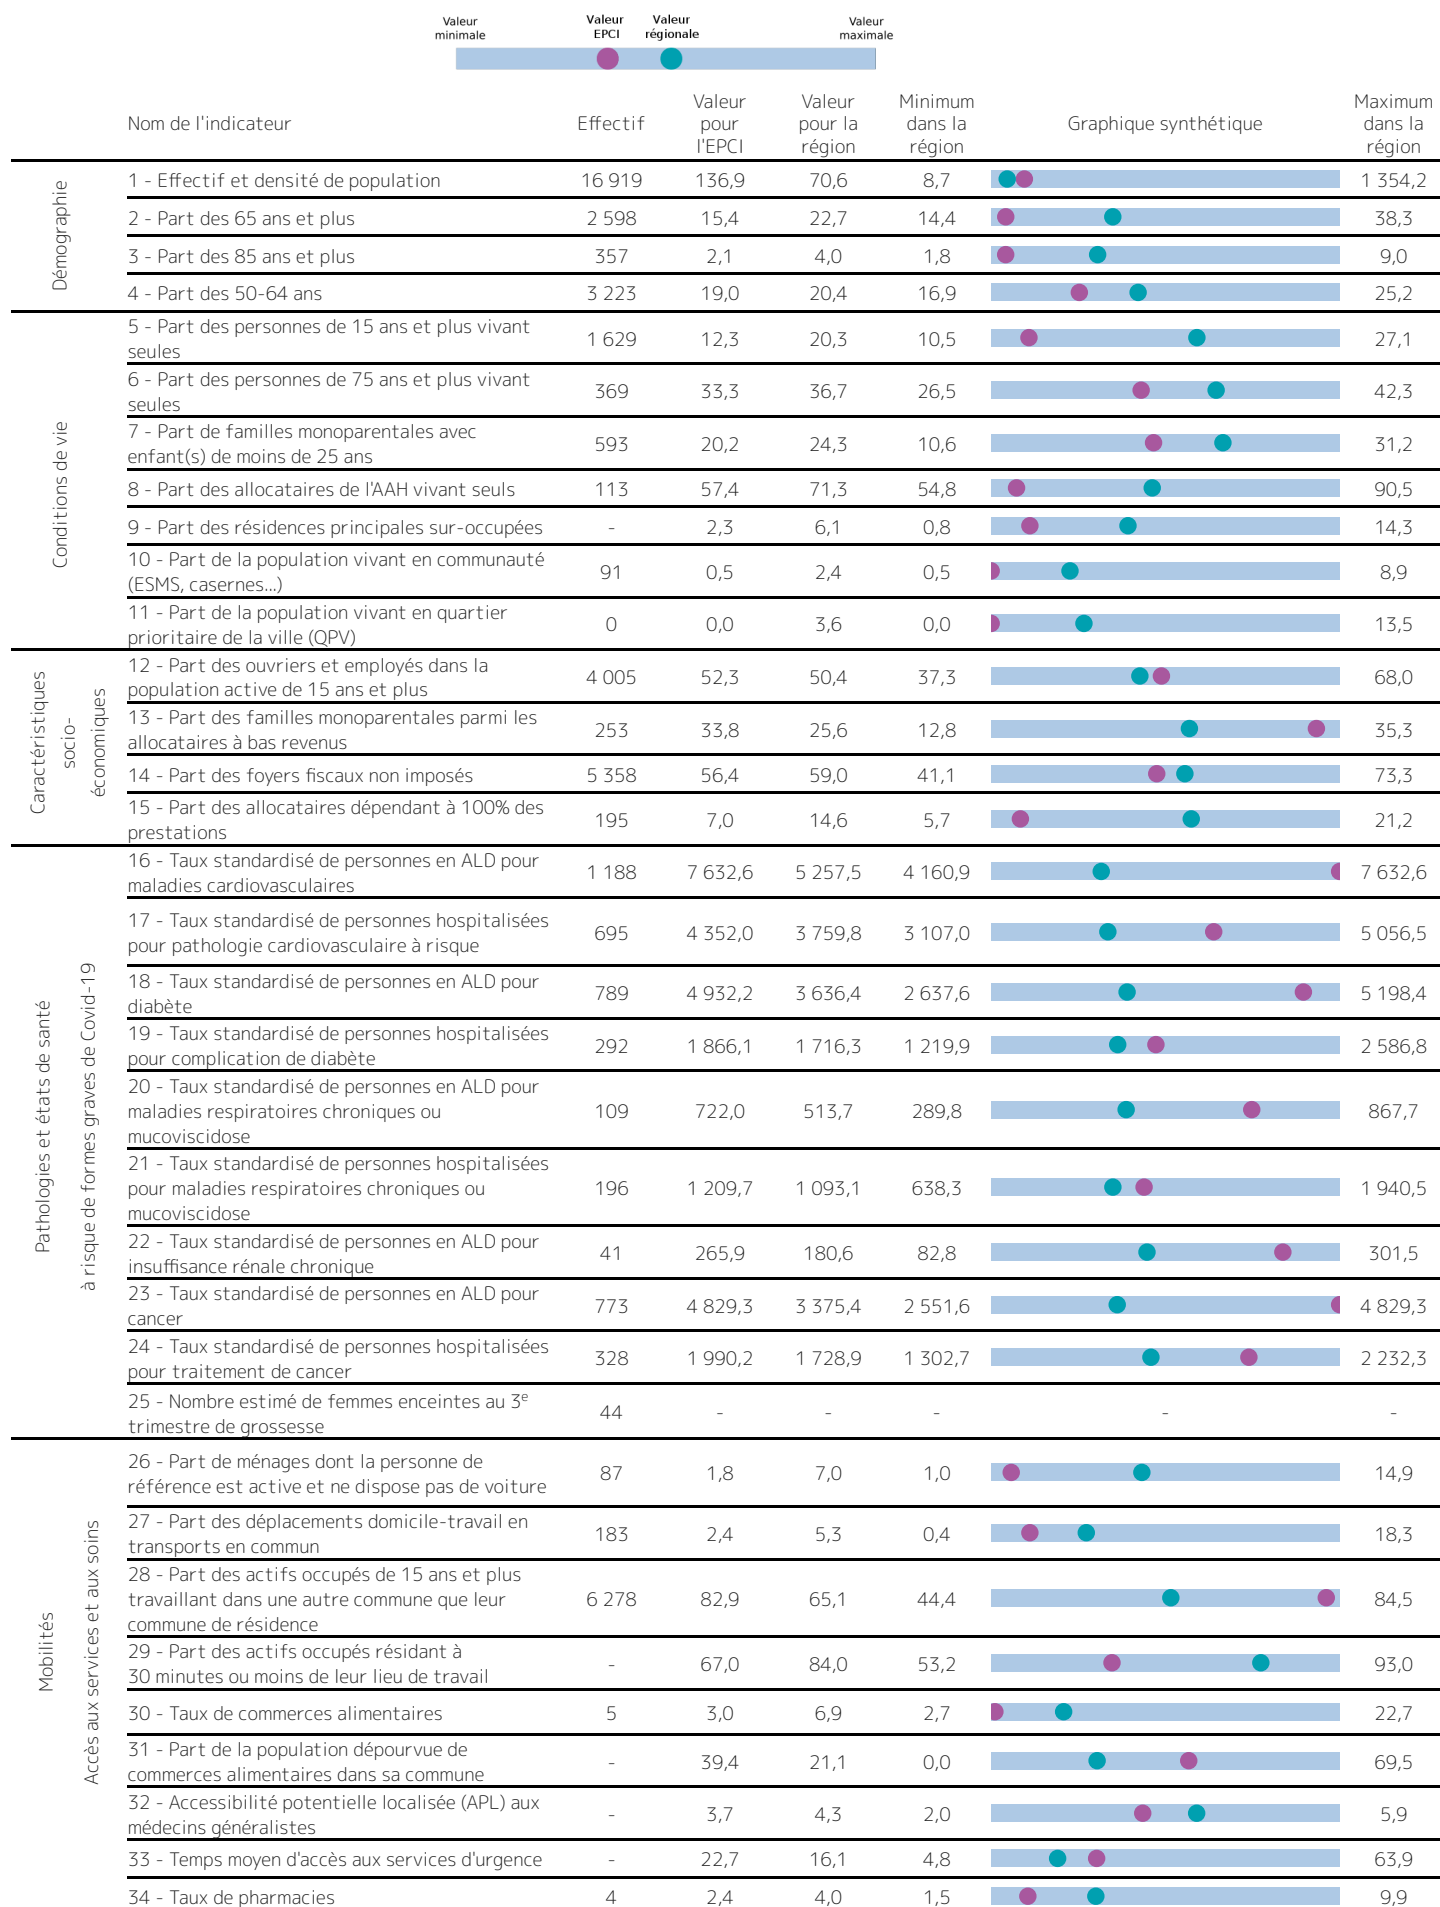 Valeur
minimale
Valeur
EPCI
Valeur
régionale
Valeur
maximale
Nom de l'indicateur
Effectif
Valeur
pour
l'EPCI
Valeur
pour la
région
Minimum
dans la
région
Graphique synthétique
Maximum
dans la
région
Démographie
1 - Effectif et densité de population 16 919 136,9 70,6 8,7 1 354,2
2 - Part des 65 ans et plus 2 598 15,4 22,7 14,4 38,3
3 - Part des 85 ans et plus 357 2,1 4,0 1,8 9,0
4 - Part des 50-64 ans 3 223 19,0 20,4 16,9 25,2
Conditions de vie
5 - Part des personnes de 15 ans et plus vivant
seules
1 629 12,3 20,3 10,5 27,1
6 - Part des personnes de 75 ans et plus vivant
seules
369 33,3 36,7 26,5 42,3
7 - Part de familles monoparentales avec
enfant(s) de moins de 25 ans
593 20,2 24,3 10,6 31,2
8 - Part des allocataires de l'AAH vivant seuls 113 57,4 71,3 54,8 90,5
9 - Part des résidences principales sur-occupées - 2,3 6,1 0,8 14,3
10 - Part de la population vivant en communauté
(ESMS, casernes...)
91 0,5 2,4 0,5 8,9
11 - Part de la population vivant en quartier
prioritaire de la ville (QPV)
0 0,0 3,6 0,0 13,5
Caractéristiques
socio-
économiques
12 - Part des ouvriers et employés dans la
population active de 15 ans et plus
4 005 52,3 50,4 37,3 68,0
13 - Part des familles monoparentales parmi les
allocataires à bas revenus
253 33,8 25,6 12,8 35,3
14 - Part des foyers fiscaux non imposés 5 358 56,4 59,0 41,1 73,3
15 - Part des allocataires dépendant à 100% des
prestations
195 7,0 14,6 5,7 21,2
Pathologies et états de santé
à risque de formes graves de Covid-19
16 - Taux standardisé de personnes en ALD pour
maladies cardiovasculaires
1 188 7 632,6 5 257,5 4 160,9 7 632,6
17 - Taux standardisé de personnes hospitalisées
pour pathologie cardiovasculaire à risque
695 4 352,0 3 759,8 3 107,0 5 056,5
18 - Taux standardisé de personnes en ALD pour
diabète
789 4 932,2 3 636,4 2 637,6 5 198,4
19 - Taux standardisé de personnes hospitalisées
pour complication de diabète
292 1 866,1 1 716,3 1 219,9 2 586,8
20 - Taux standardisé de personnes en ALD pour
maladies respiratoires chroniques ou
mucoviscidose
109 722,0 513,7 289,8 867,7
21 - Taux standardisé de personnes hospitalisées
pour maladies respiratoires chroniques ou
mucoviscidose
196 1 209,7 1 093,1 638,3 1 940,5
22 - Taux standardisé de personnes en ALD pour
insuffisance rénale chronique
41 265,9 180,6 82,8 301,5
23 - Taux standardisé de personnes en ALD pour
cancer
773 4 829,3 3 375,4 2 551,6 4 829,3
24 - Taux standardisé de personnes hospitalisées
pour traitement de cancer
328 1 990,2 1 728,9 1 302,7 2 232,3
25 - Nombre estimé de femmes enceintes au 3e
trimestre de grossesse
44 - - - - -
Mobilités
Accès aux services et aux soins
26 - Part de ménages dont la personne de
référence est active et ne dispose pas de voiture
87 1,8 7,0 1,0 14,9
27 - Part des déplacements domicile-travail en
transports en commun
183 2,4 5,3 0,4 18,3
28 - Part des actifs occupés de 15 ans et plus
travaillant dans une autre commune que leur
commune de résidence
6 278 82,9 65,1 44,4 84,5
29 - Part des actifs occupés résidant à
30 minutes ou moins de leur lieu de travail
- 67,0 84,0 53,2 93,0
30 - Taux de commerces alimentaires 5 3,0 6,9 2,7 22,7
31 - Part de la population dépourvue de
commerces alimentaires dans sa commune
- 39,4 21,1 0,0 69,5
32 - Accessibilité potentielle localisée (APL) aux
médecins généralistes
- 3,7 4,3 2,0 5,9
33 - Temps moyen d'accès aux services d'urgence - 22,7 16,1 4,8 63,9
34 - Taux de pharmacies 4 2,4 4,0 1,5 9,9